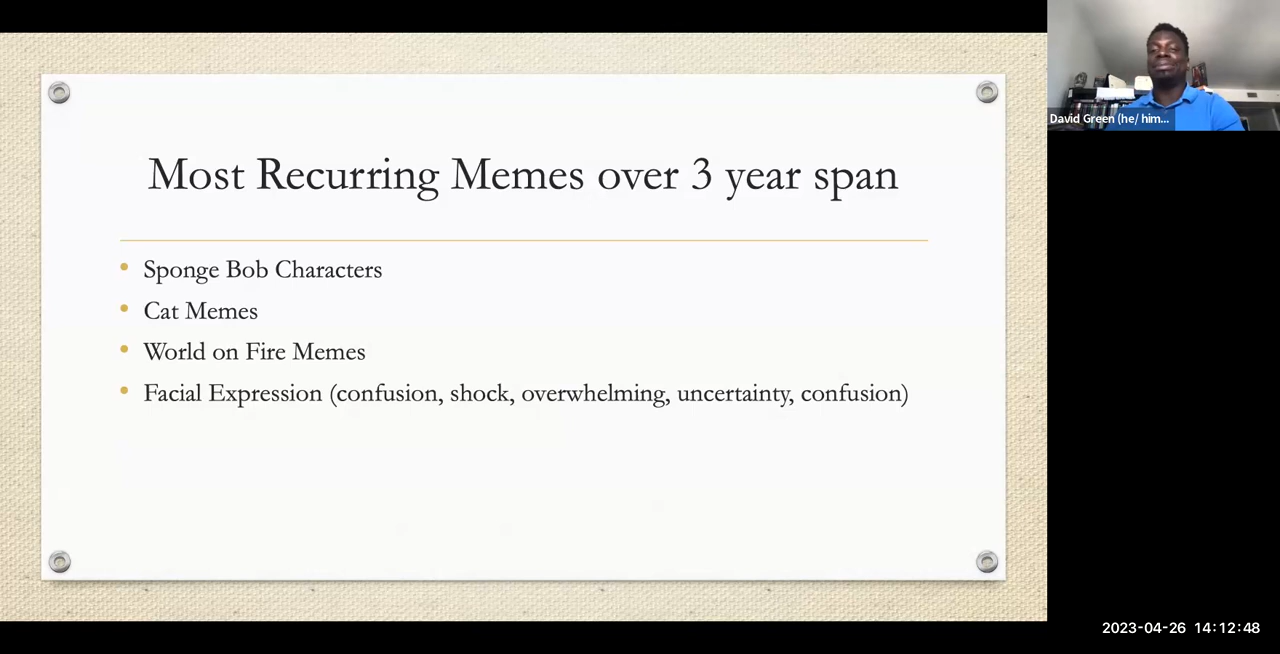 Most Recurring Memes over 3 year span
Sponge Bob Characters
Cat Memes
World on Fire Memes
Facial Expression (confusion, shock, overwhelming, uncertainty, confusion)
David Green (he/ him...
2023-04-26 14:12:48